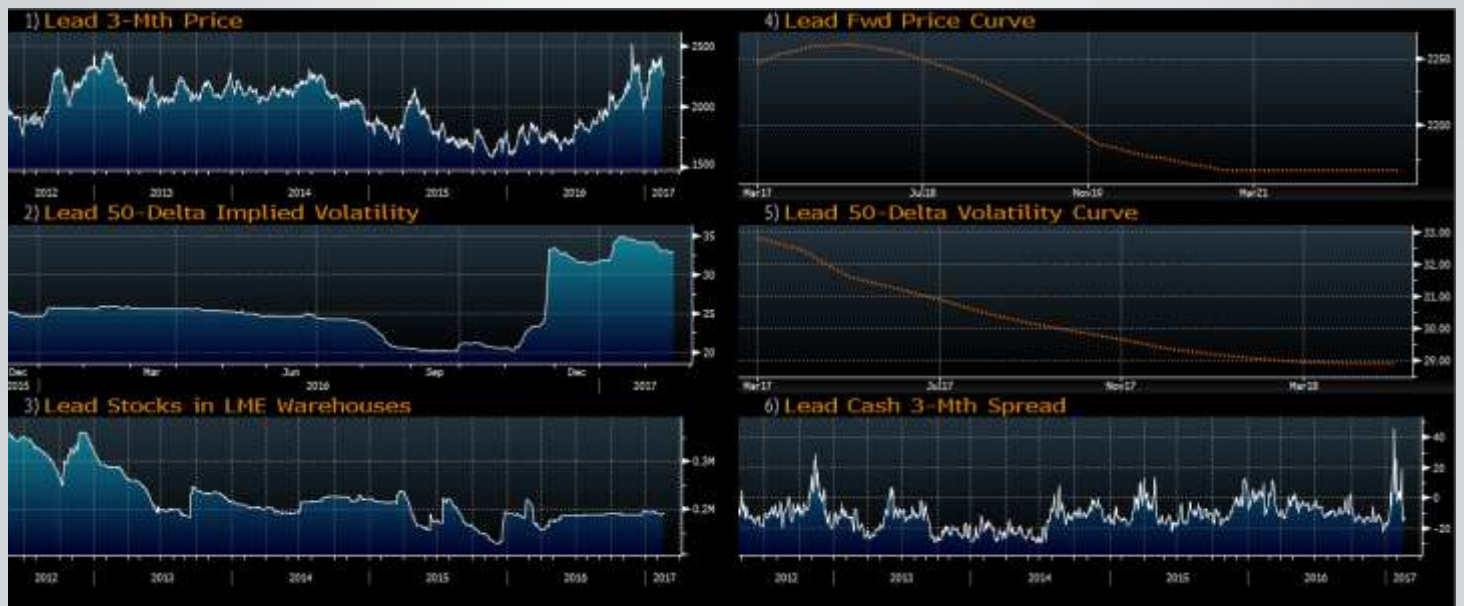 1) Lead 3-Mth Price
2500
2000
1500
2012 2013 2014 2015 2016 2017
2) Lead 50-Delta Implied Volatility
35
30
25
20
Dec Mar Jun Sep Dec
2015 2016 2017
3) Lead Stocks in LME Warehouses
0.3M
0.2M
2012 2013 2014 2015 2016 2017
4) Lead Fwd Price Curve
2250
2200
Mar17 Jul18 Nov19 Mar21
5) Lead 50-Delta Volatility Curve
33.00
32.00
31.00
30.00
29.00
Mar17 Jul17 Nov17 Mar18
6) Lead Cash 3-Mth Spread
40
20
0
-20
2012 2013 2014 2015 2016 2017